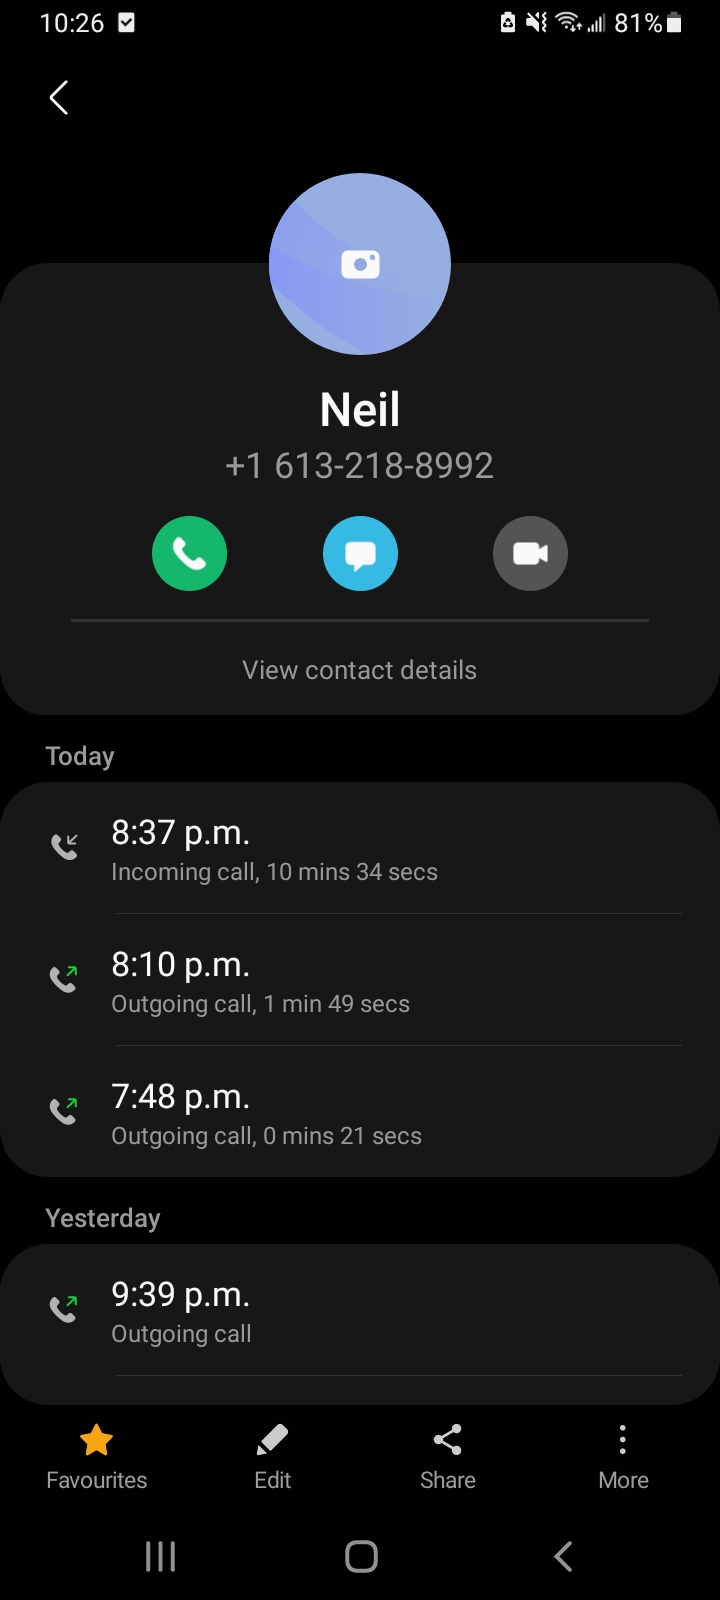 10:26
81%
Neil
+1 613-218-8992
View contact details
Today
8:37 p.m.
Incoming call, 10 mins 34 secs
8:10 p.m.
Outgoing call, 1 min 49 secs
7:48 p.m.
Outgoing call, 0 mins 21 secs
Yesterday
9:39 p.m.
Outgoing call
Favourites Edit Share More